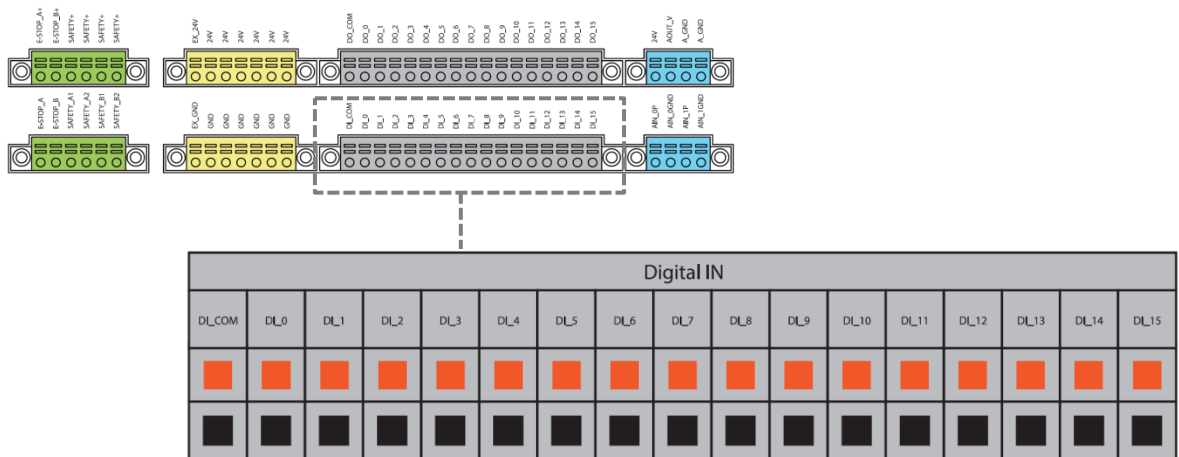 E-STOP_A+ E-STOP_B+ SAFETY+ SAFETY+ SAFETY+ SAFETY+
EX_24V 24V 24V 24V 24V 24V 24V
DO_COM DO_0 DO_1 DO_2 DO_3 DO_4 DO_5 DO_6 DO_7 DO_8 DO_9 DO_10 DO_11 DO_12 DO_13 DO_14 DO_15
24V AOUT_V A_GND A_GND
E-STOP_A E-STOP_B SAFETY_A1 SAFETY_A2 SAFETY_B1 SAFETY_B2
EX_GND GND GND GND GND GND GND
DI_COM DI_0 DI_1 DI_2 DI_3 DI_4 DI_5 DI_6 DI_7 DI_8 DI_9 DI_10 DI_11 DI_12 DI_13 DI_14 DI_15
AIN_0P AIN_0GND AIN_1P AIN_1GND
Digital IN
DI_COM DI_0 DI_1 DI_2 DI_3 DI_4 DI_5 DI_6 DI_7 DI_8 DI_9 DI_10 DI_11 DI_12 DI_13 DI_14 DI_15